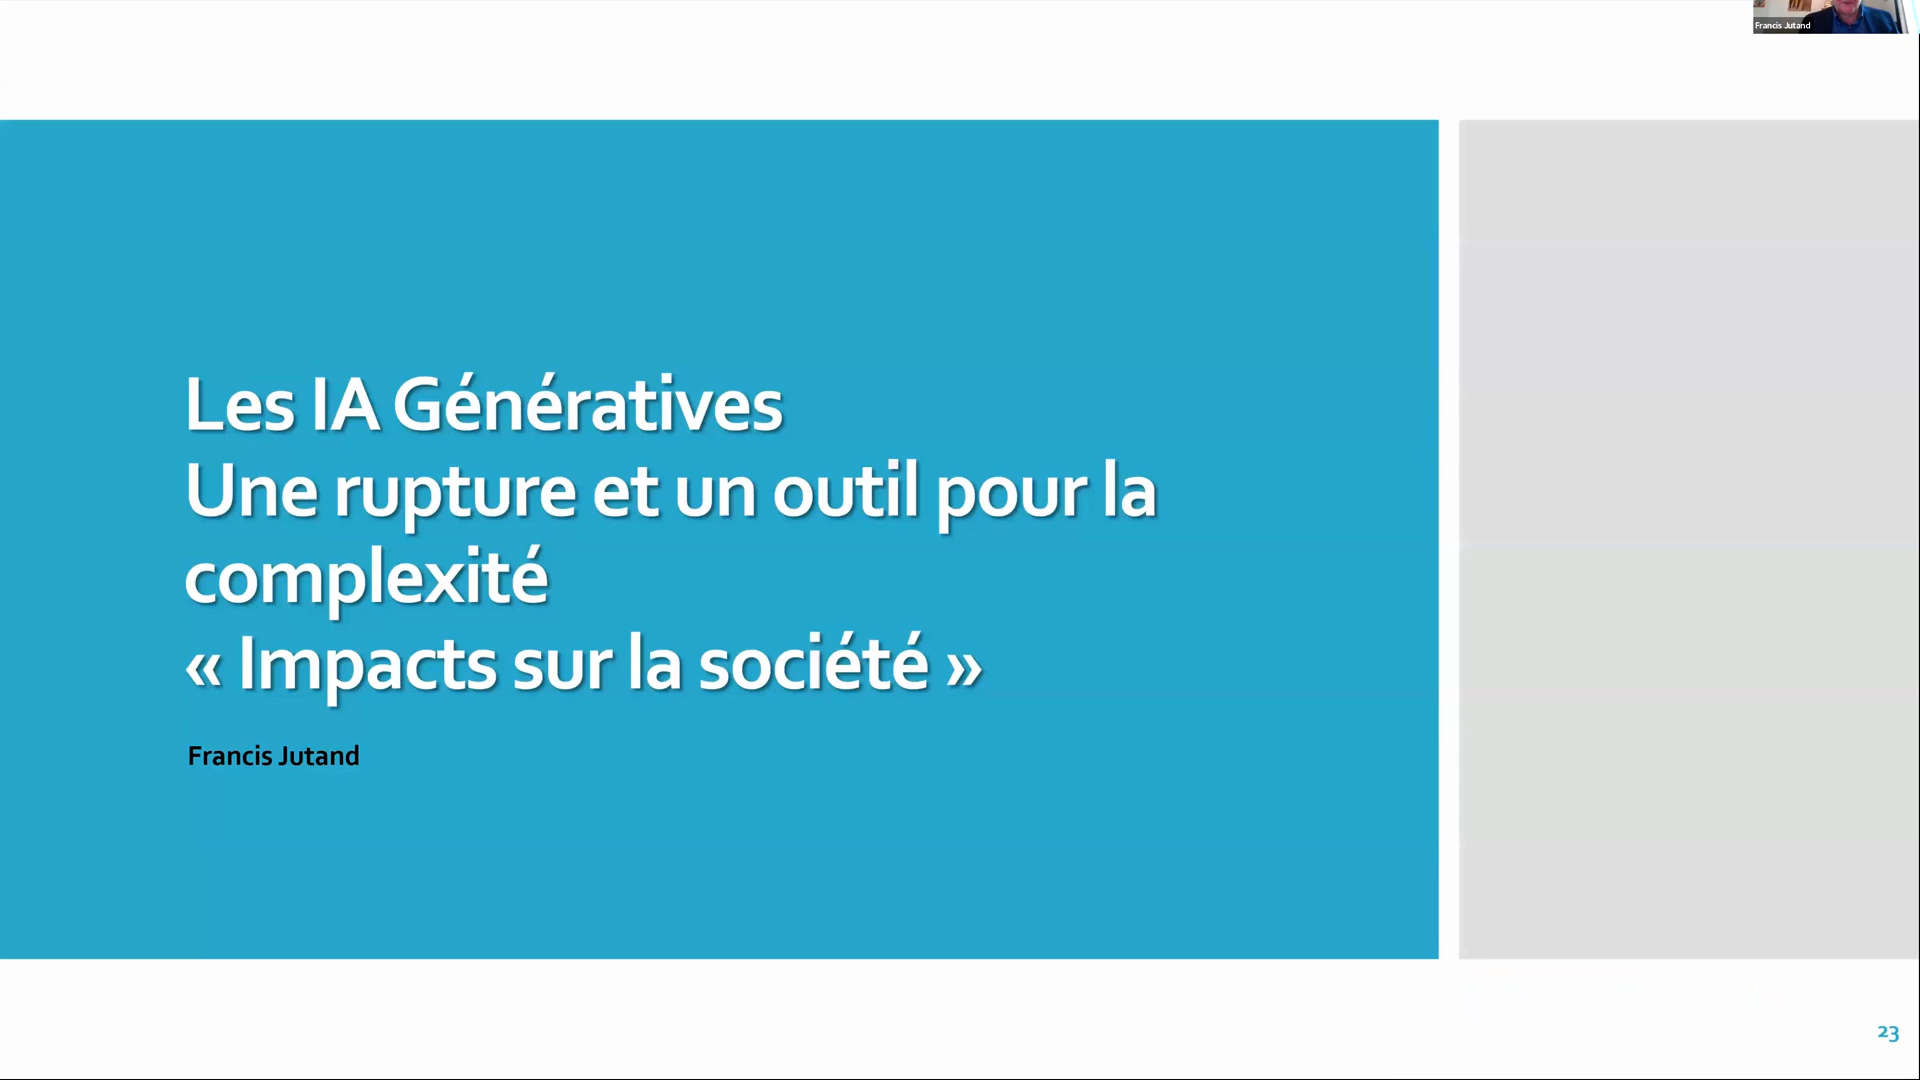 Francis Jutand
Les IA Génératives
Une rupture et un outil pour la
complexité
« Impacts sur la société »
Francis Jutand
23